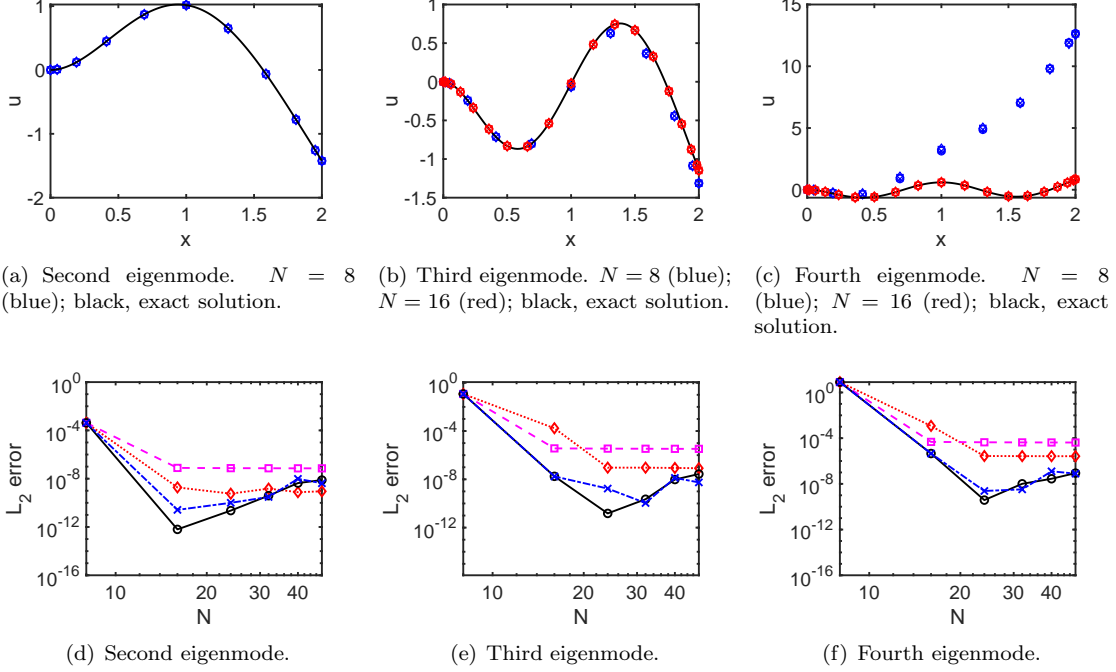 1
0
-1
-2
u
0
0.5
1
1.5
2
x
1
0.5
0
-0.5
-1
-1.5
u
0
0.5
1
1.5
2
x
15
10
5
0
u
0
0.5
1
1.5
2
x
(a) Second eigenmode. N = 8
(blue); black, exact solution.
(b) Third eigenmode. N = 8 (blue);
N = 16 (red); black, exact solution.
(c) Fourth eigenmode. N = 8
(blue); N = 16 (red); black, exact
solution.
10^0
10^-4
10^-8
10^-12
10^-16
L_2 error
10
20
30
40
N
10^0
10^-4
10^-8
10^-12
L_2 error
10
20
30
40
N
10^0
10^-4
10^-8
10^-12
10^-16
L_2 error
10
20
30
40
N
(d) Second eigenmode.
(e) Third eigenmode.
(f) Fourth eigenmode.